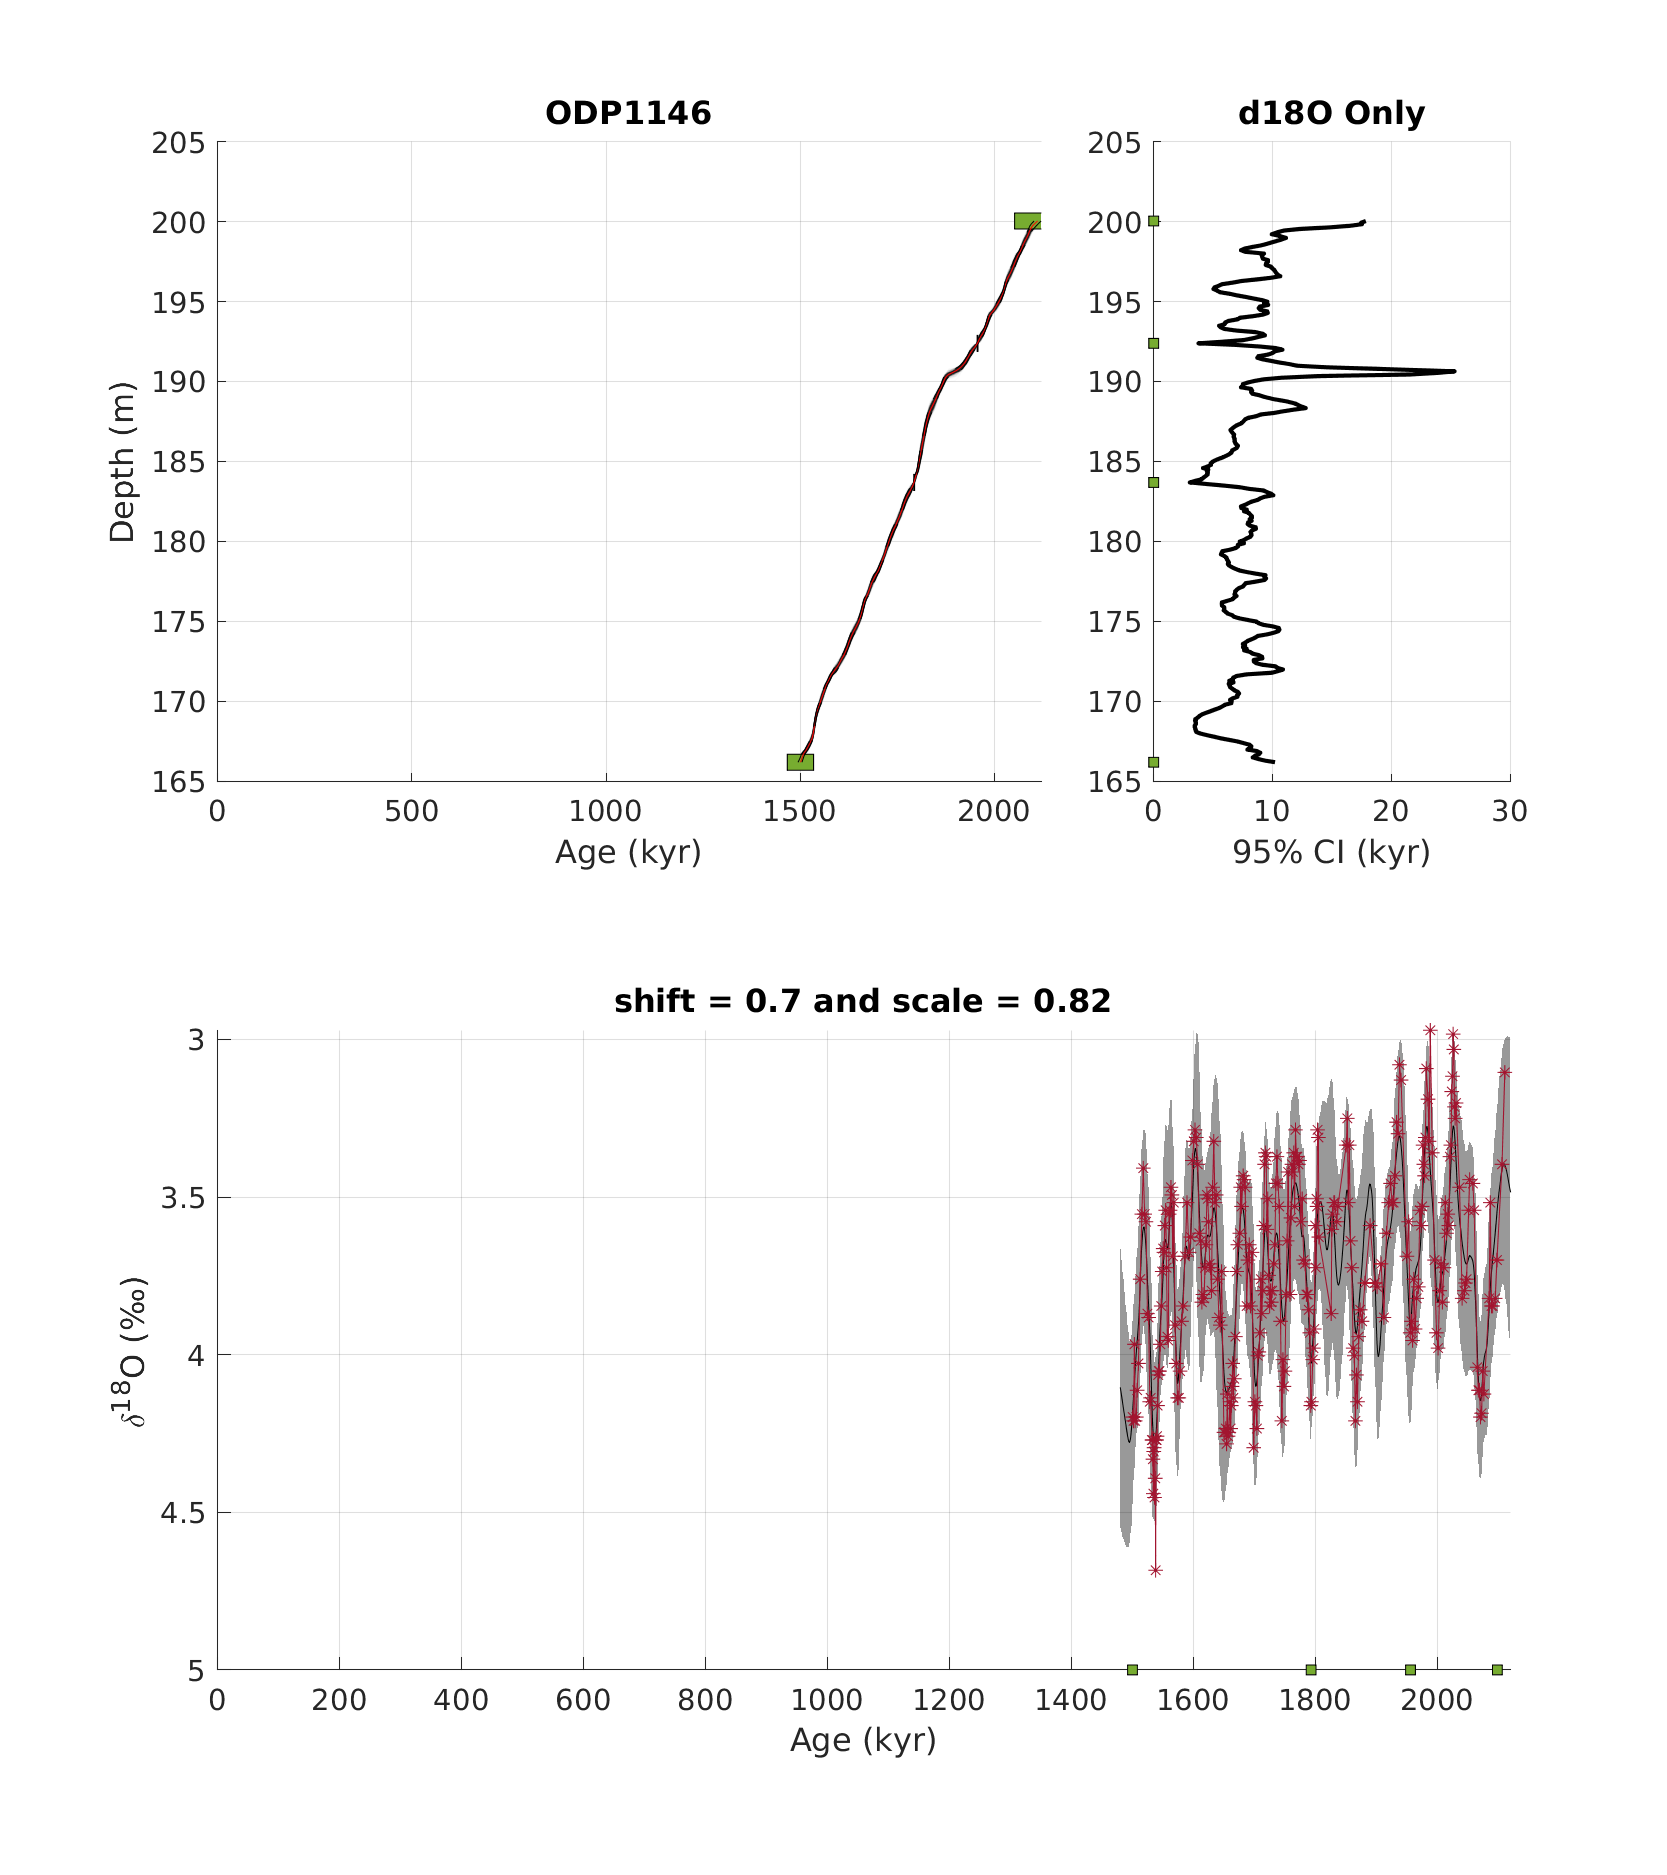 ODP1146
205
200
195
190
185
180
175
170
165
Depth (m)
0 500 1000 1500 2000
Age (kyr)
d18O Only
205
200
195
190
185
180
175
170
165
0 10 20 30
95% CI (kyr)
shift = 0.7 and scale = 0.82
3
3.5
4
4.5
5
δ18O (‰)
0 200 400 600 800 1000 1200 1400 1600 1800 2000
Age (kyr)